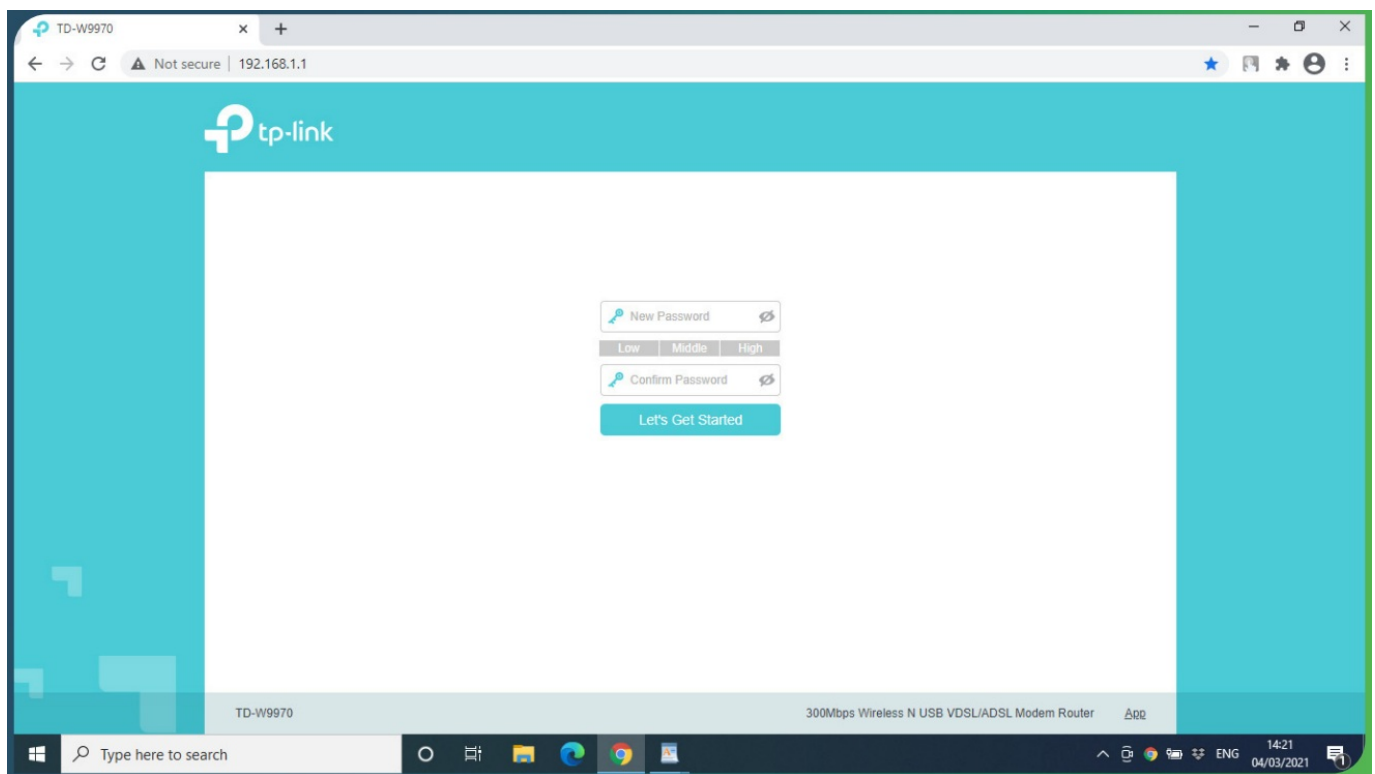 TD-W9970
Not secure | 192.168.1.1
tp-link
New Password
Low Middle High
Confirm Password
Let's Get Started
TD-W9970 300Mbps Wireless N USB VDSL/ADSL Modem Router App
Type here to search ENG 14:21
04/03/2021 1